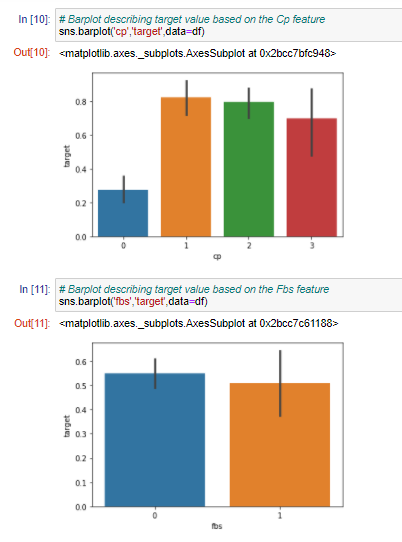 In [10]: # Barplot describing target value based on the Cp feature
sns.barplot('cp','target',data=df)
Out[10]: <matplotlib.axes._subplots.AxesSubplot at 0x2bcc7bfc948>
0.8
0.6
0.4
0.2
0.0
target
0 1 2 3
cp
In [11]: # Barplot describing target value based on the Fbs feature
sns.barplot('fbs','target',data=df)
Out[11]: <matplotlib.axes._subplots.AxesSubplot at 0x2bcc7c61188>
0.6
0.5
0.4
0.3
0.2
0.1
0.0
target
0 1
fbs